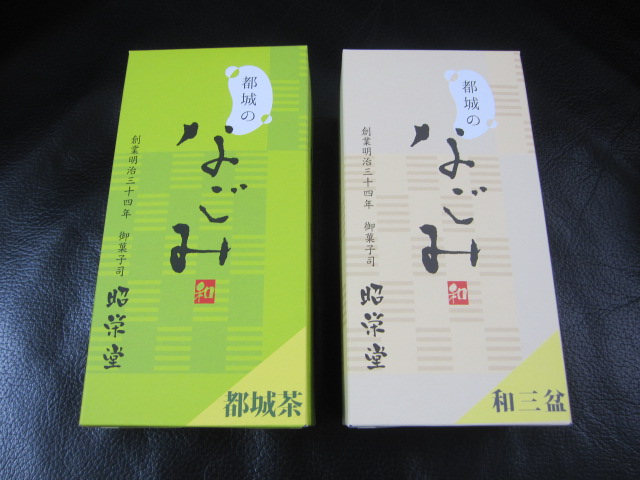 都城の
なごみ
和
創業明治三十四年 御菓子司
昭栄堂
都城茶
都城の
なごみ
和
創業明治三十四年 御菓子司
昭栄堂
和三盆